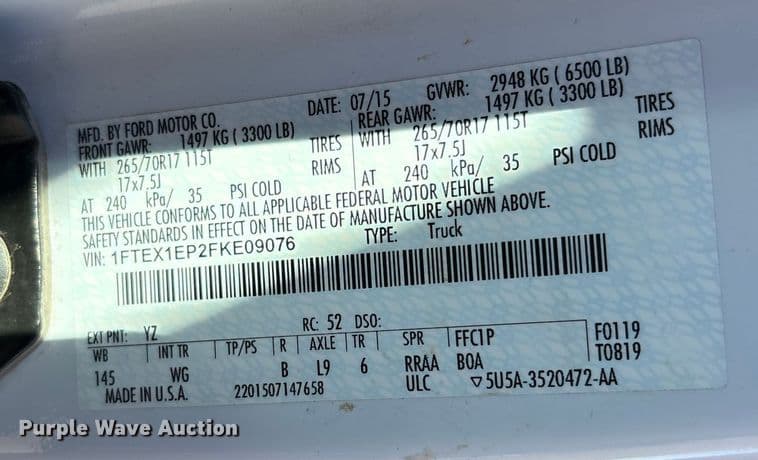 MFD. BY FORD MOTOR CO. DATE: 07/15 GVWR: 2948 KG ( 6500 LB)
FRONT GAWR: 1497 KG ( 3300 LB) REAR GAWR: 1497 KG ( 3300 LB)
WITH 265/70R17 115T TIRES WITH 265/70R17 115T TIRES
17x7.5J RIMS 17x7.5J RIMS
AT 240 kPa/ 35 PSI COLD AT 240 kPa/ 35 PSI COLD
THIS VEHICLE CONFORMS TO ALL APPLICABLE FEDERAL MOTOR VEHICLE
SAFETY STANDARDS IN EFFECT ON THE DATE OF MANUFACTURE SHOWN ABOVE.
VIN: 1FTEX1EP2FKE09076 TYPE: Truck
EXT PNT: YZ RC: 52 DSO:
WB INT TR TP/PS R AXLE TR SPR FFC1P F0119
145 WG B L9 6 RRAA BOA T0819
MADE IN U.S.A. 2201507147658 ULC ▽5U5A-3520472-AA
Purple Wave Auction